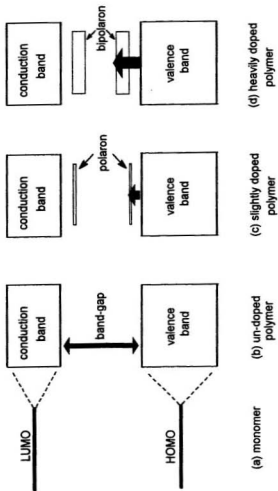 LUMO
HOMO
(a) monomer
conduction
band
band-gap
valence
band
(b) un-doped
polymer
conduction
band
polaron
valence
band
(c) slightly doped
polymer
conduction
band
bipolaron
valence
band
(d) heavily doped
polymer